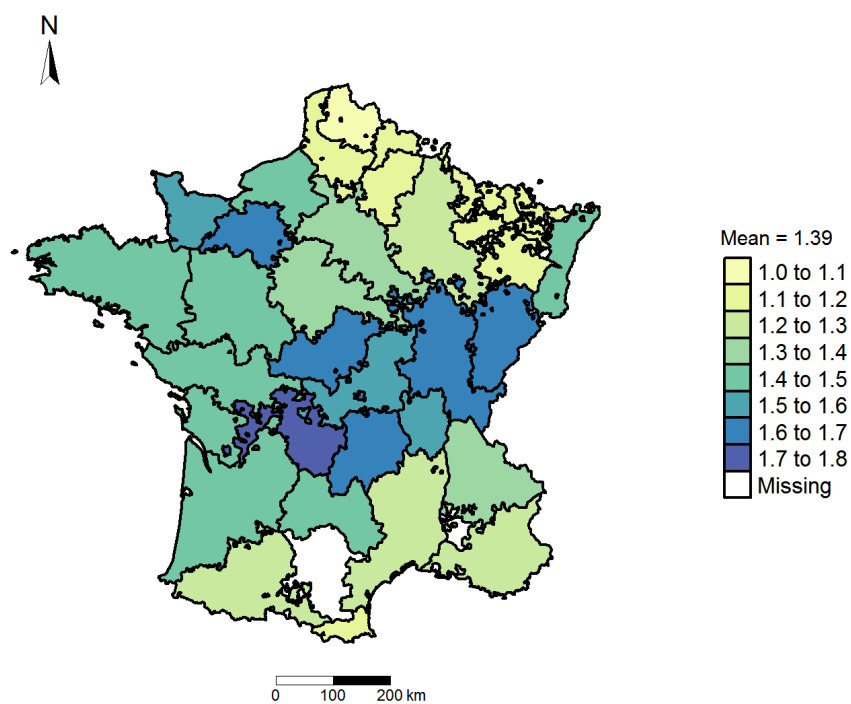 N
Mean = 1.39
1.0 to 1.1
1.1 to 1.2
1.2 to 1.3
1.3 to 1.4
1.4 to 1.5
1.5 to 1.6
1.6 to 1.7
1.7 to 1.8
Missing
0 100 200 km